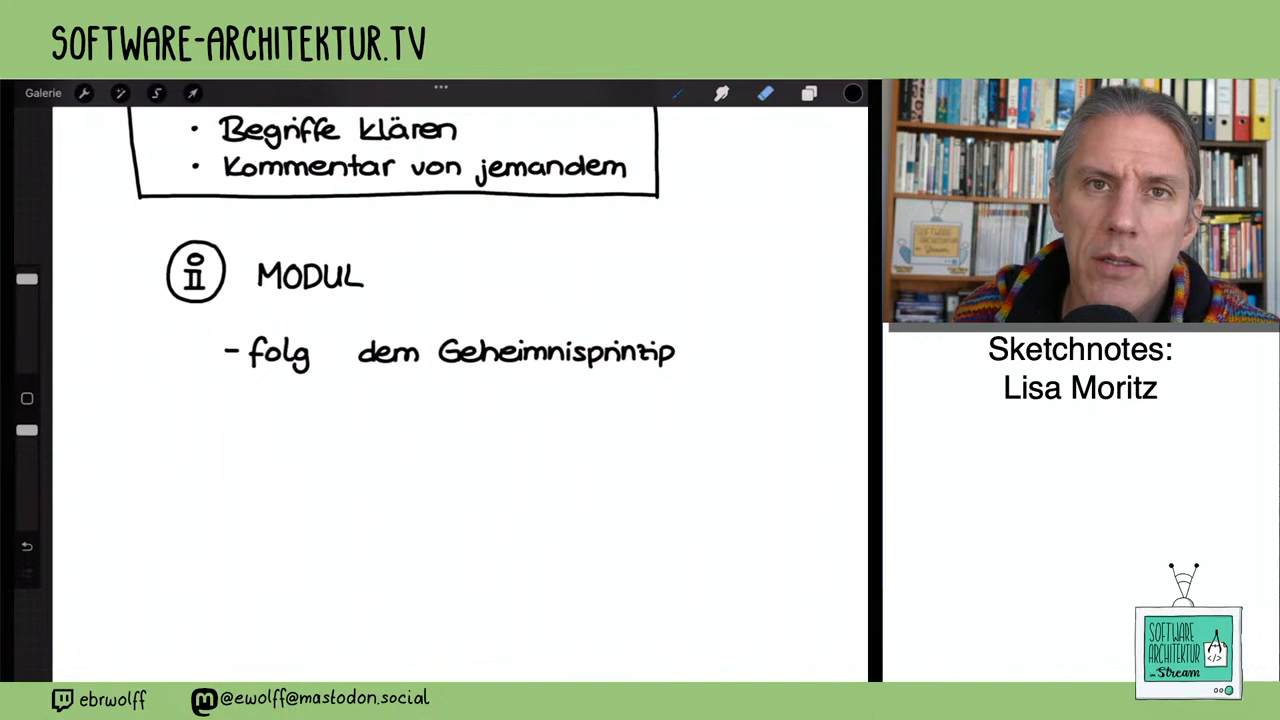 SOFTWARE-ARCHITEKTUR.TV
Galerie
• Begriffe klären
• Kommentar von jemandem
i MODUL
- folg dem Geheimnisprinzip
Sketchnotes:
Lisa Moritz
SOFTWARE
ARCHITEKTUR
im Stream
</>
ebrwolff
@ewolff@mastodon.social